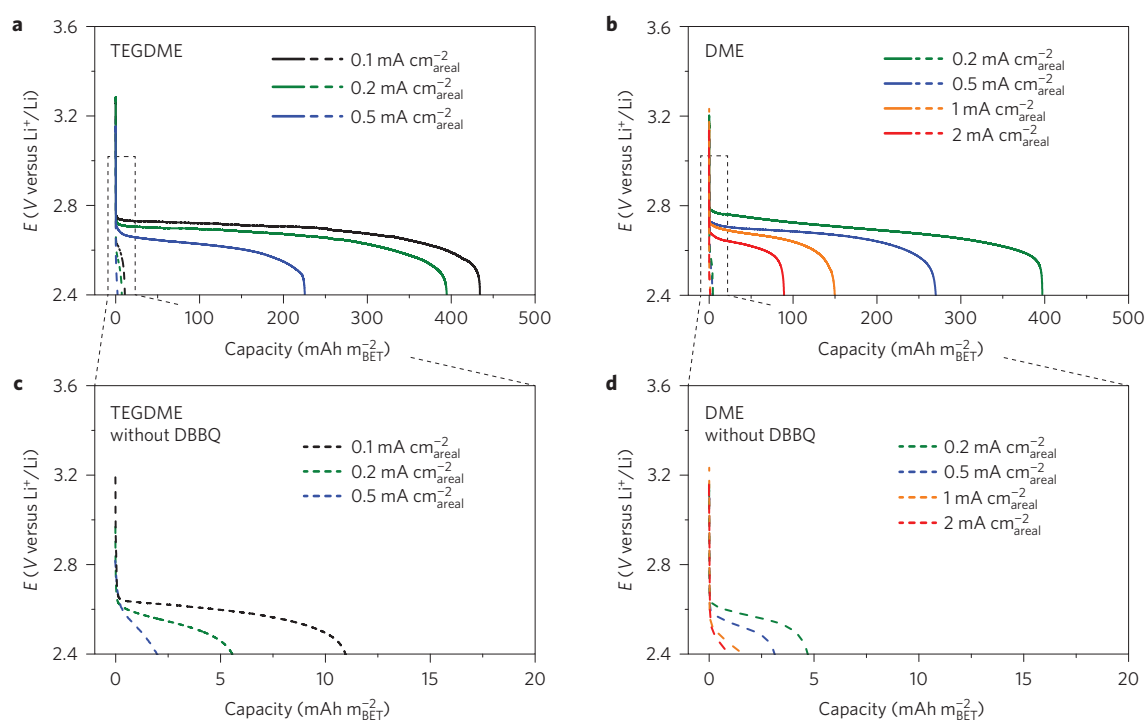 a
TEGDME
0.1 mA cm⁻²areal
0.2 mA cm⁻²areal
0.5 mA cm⁻²areal
3.6
3.2
2.8
2.4
E (V versus Li⁺/Li)
0 100 200 300 400 500
Capacity (mAh m⁻²BET)
b
DME
0.2 mA cm⁻²areal
0.5 mA cm⁻²areal
1 mA cm⁻²areal
2 mA cm⁻²areal
3.6
3.2
2.8
2.4
E (V versus Li⁺/Li)
0 100 200 300 400 500
Capacity (mAh m⁻²BET)
c
TEGDME
without DBBQ
0.1 mA cm⁻²areal
0.2 mA cm⁻²areal
0.5 mA cm⁻²areal
3.6
3.2
2.8
2.4
E (V versus Li⁺/Li)
0 5 10 15 20
Capacity (mAh m⁻²BET)
d
DME
without DBBQ
0.2 mA cm⁻²areal
0.5 mA cm⁻²areal
1 mA cm⁻²areal
2 mA cm⁻²areal
3.6
3.2
2.8
2.4
E (V versus Li⁺/Li)
0 5 10 15 20
Capacity (mAh m⁻²BET)